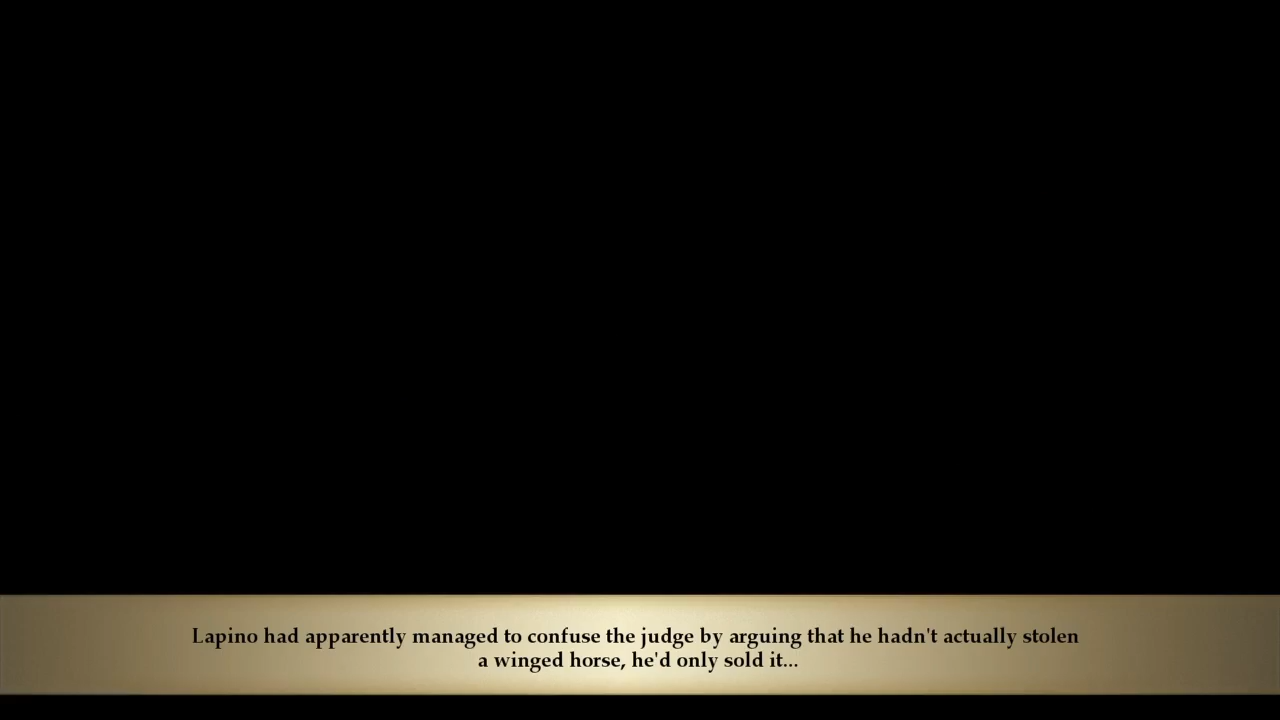 Lapino had apparently managed to confuse the judge by arguing that he hadn't actually stolen
a winged horse, he'd only sold it...